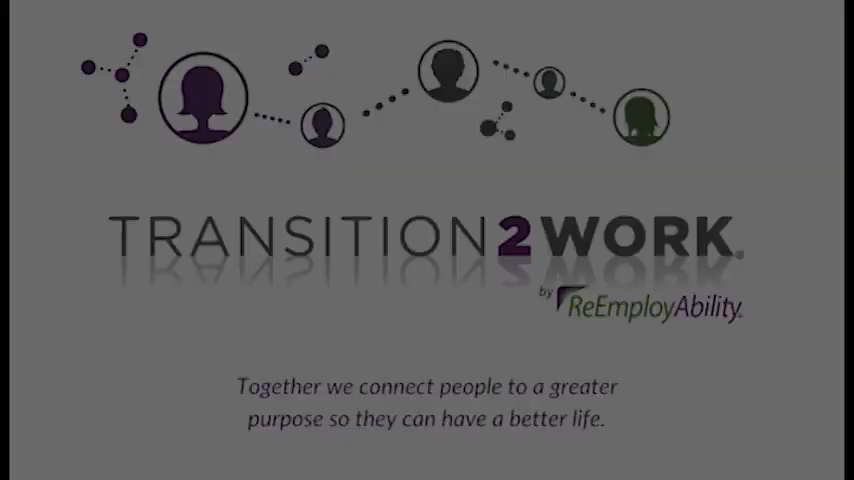 TRANSITION2WORK®
by ReEmployAbility
Together we connect people to a greater
purpose so they can have a better life.